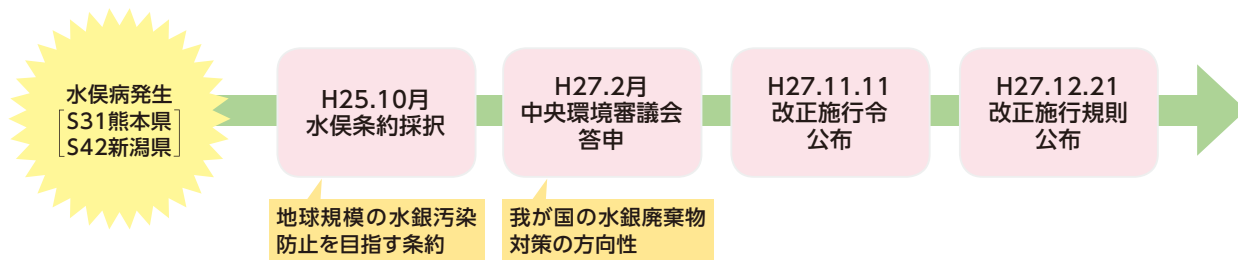 水俣病発生
[S31熊本県
S42新潟県]
H25.10月
水俣条約採択
H27.2月
中央環境審議会
答申
H27.11.11
改正施行令
公布
H27.12.21
改正施行規則
公布
地球規模の水銀汚染
防止を目指す条約
我が国の水銀廃棄物
対策の方向性